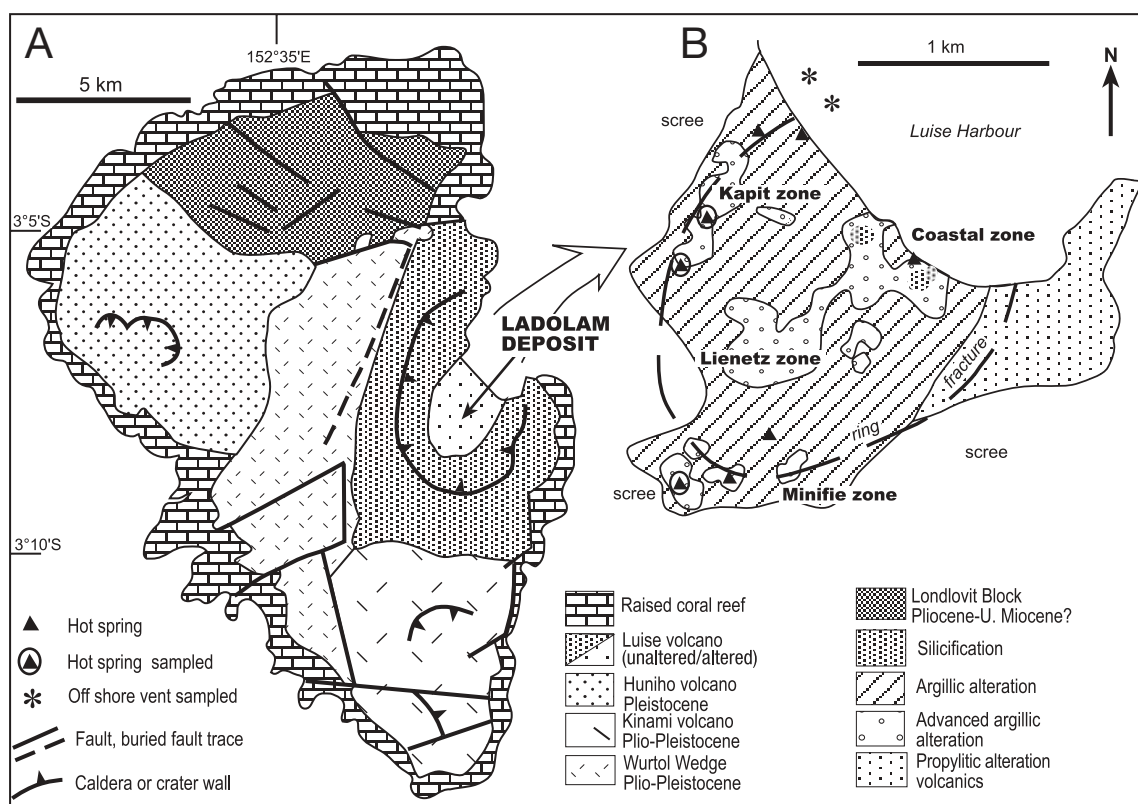 A
152°35'E
5 km
3°5'S
3°10'S
LADOLAM
DEPOSIT
B
1 km
N
scree
Luise Harbour
Kapit zone
Coastal zone
Lienetz zone
fracture
ring
scree
scree
Minifie zone
Hot spring
Hot spring sampled
Off shore vent sampled
Fault, buried fault trace
Caldera or crater wall
Raised coral reef
Luise volcano
(unaltered/altered)
Huniho volcano
Pleistocene
Kinami volcano
Plio-Pleistocene
Wurtol Wedge
Plio-Pleistocene
Londlovit Block
Pliocene-U. Miocene?
Silicification
Argillic alteration
Advanced argillic
alteration
Propylitic alteration
volcanics